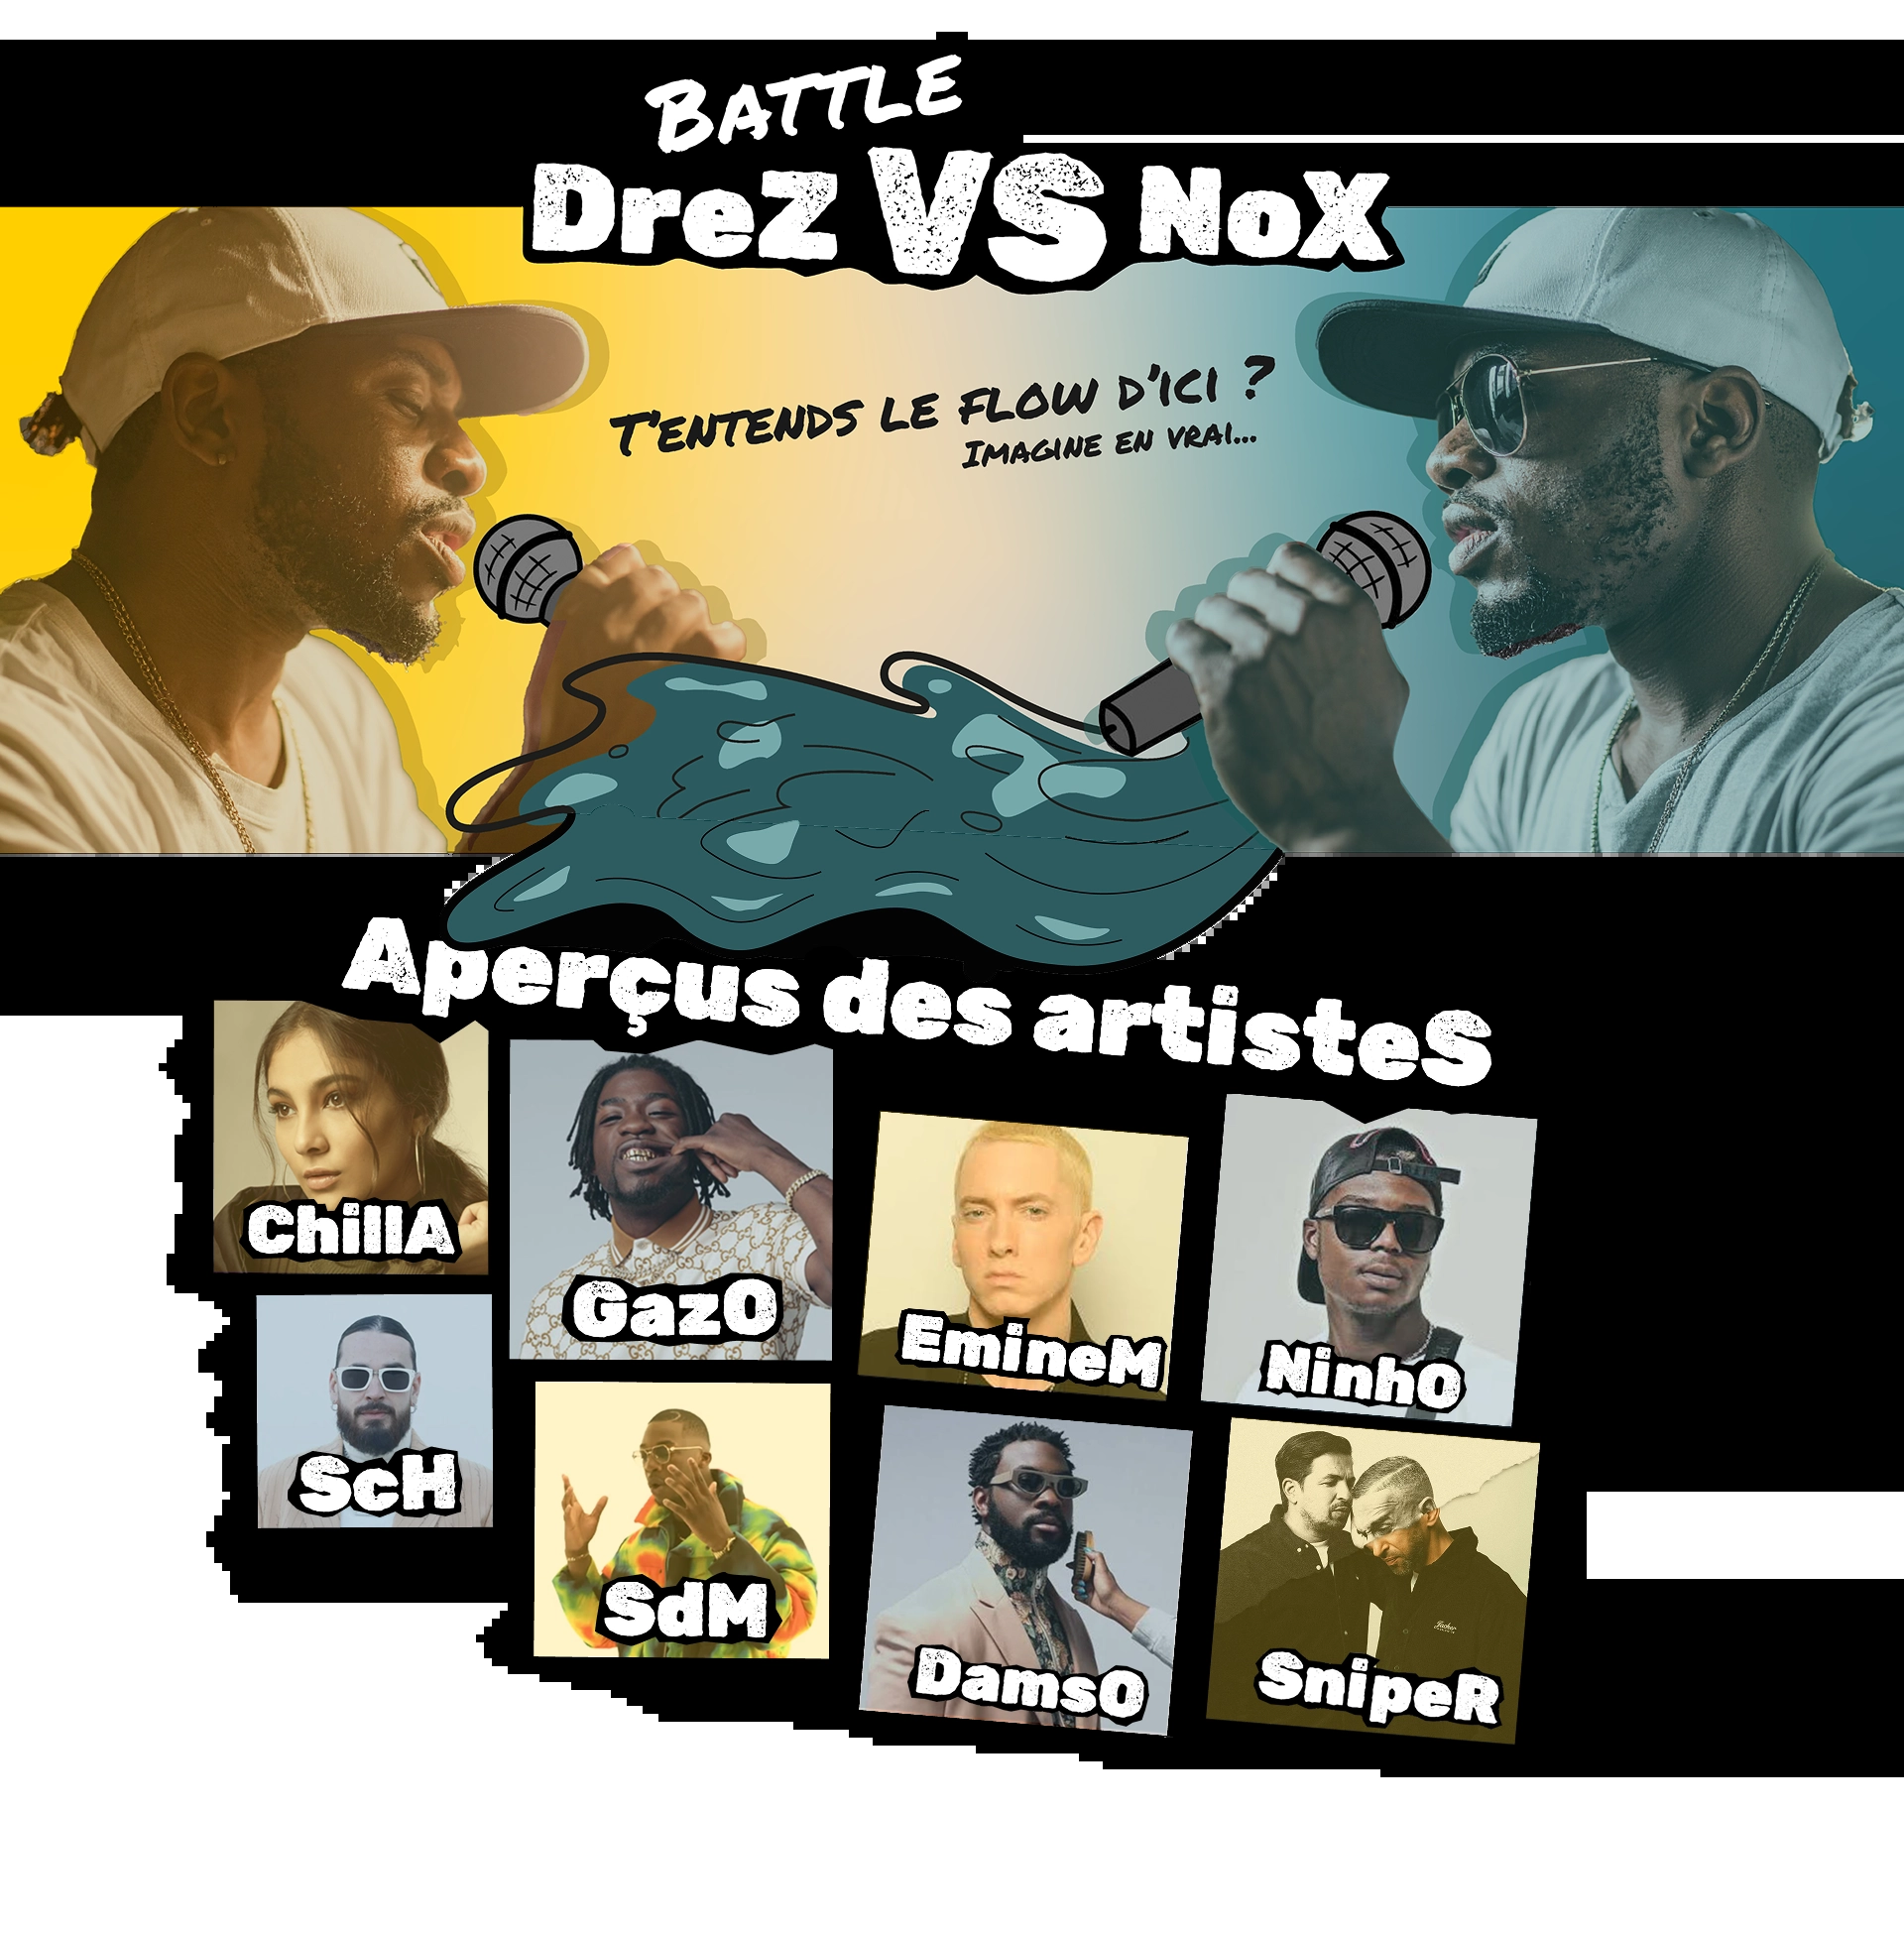 BATTLE
DreZ VS NoX
T'ENTENDS LE FLOW D'ICI ?
IMAGINE EN VRAI...
Aperçus des artisteS
ChillA
GazO
EmineM
NinhO
ScH
SdM
DamsO
SnipeR